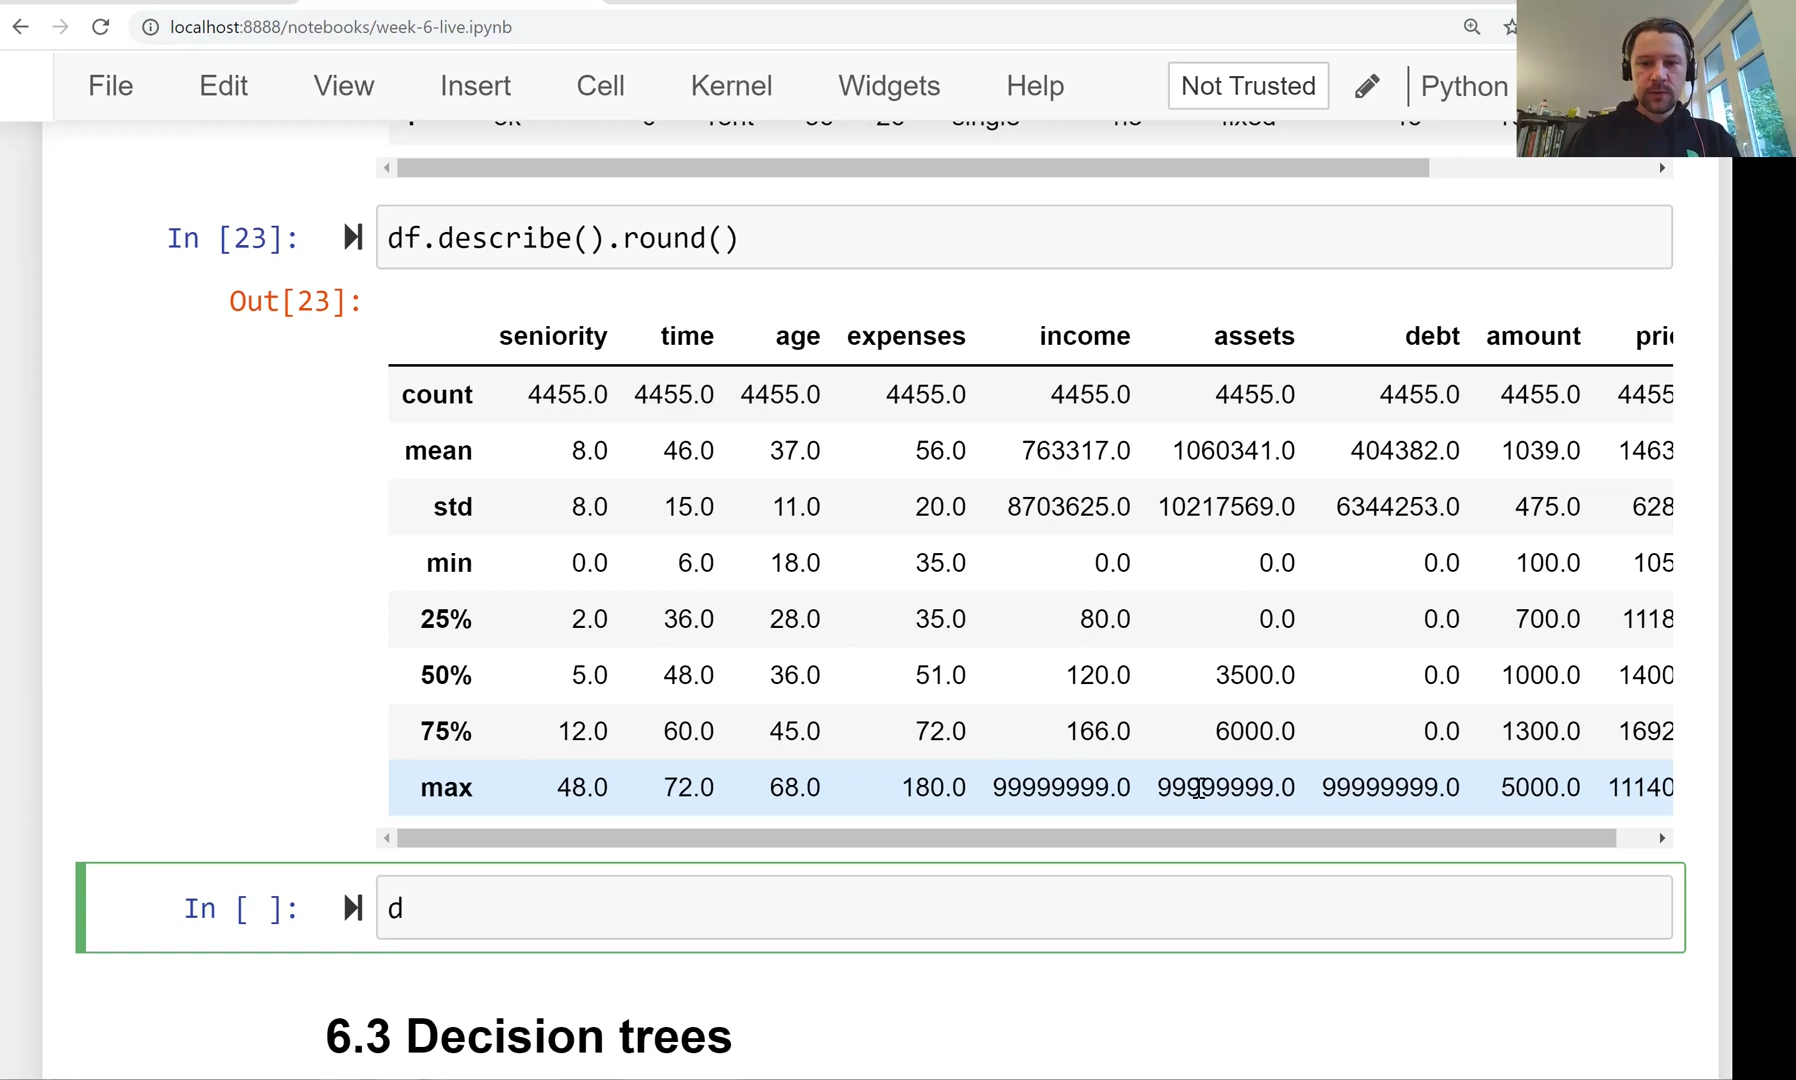 localhost:8888/notebooks/week-6-live.ipynb
File Edit View Insert Cell Kernel Widgets Help Not Trusted Python
In [23]: df.describe().round()
Out[23]:
seniority time age expenses income assets debt amount
count 4455.0 4455.0 4455.0 4455.0 4455.0 4455.0 4455.0 4455.0 4455
mean 8.0 46.0 37.0 56.0 763317.0 1060341.0 404382.0 1039.0 1463
std 8.0 15.0 11.0 20.0 8703625.0 10217569.0 6344253.0 475.0 628
min 0.0 6.0 18.0 35.0 0.0 0.0 0.0 100.0 105
25% 2.0 36.0 28.0 35.0 80.0 0.0 0.0 700.0 1118
50% 5.0 48.0 36.0 51.0 120.0 3500.0 0.0 1000.0 1400
75% 12.0 60.0 45.0 72.0 166.0 6000.0 0.0 1300.0 1692
max 48.0 72.0 68.0 180.0 99999999.0 99999999.0 99999999.0 5000.0 11140
In [ ]: d
6.3 Decision trees